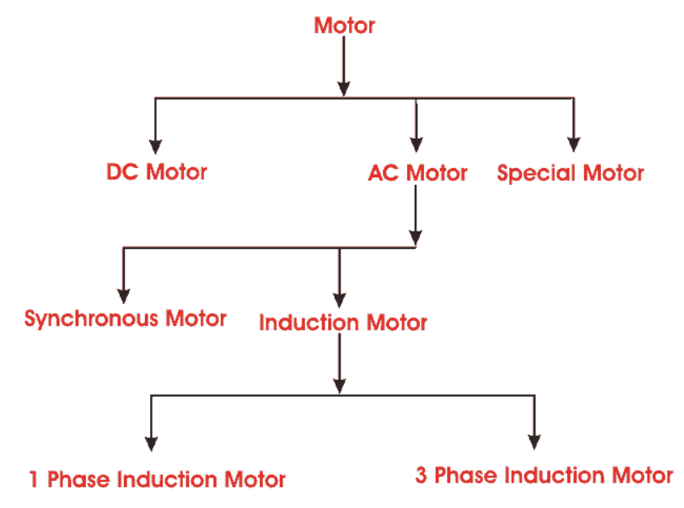 Motor
DC Motor
AC Motor
Special Motor
Synchronous Motor
Induction Motor
1 Phase Induction Motor
3 Phase Induction Motor